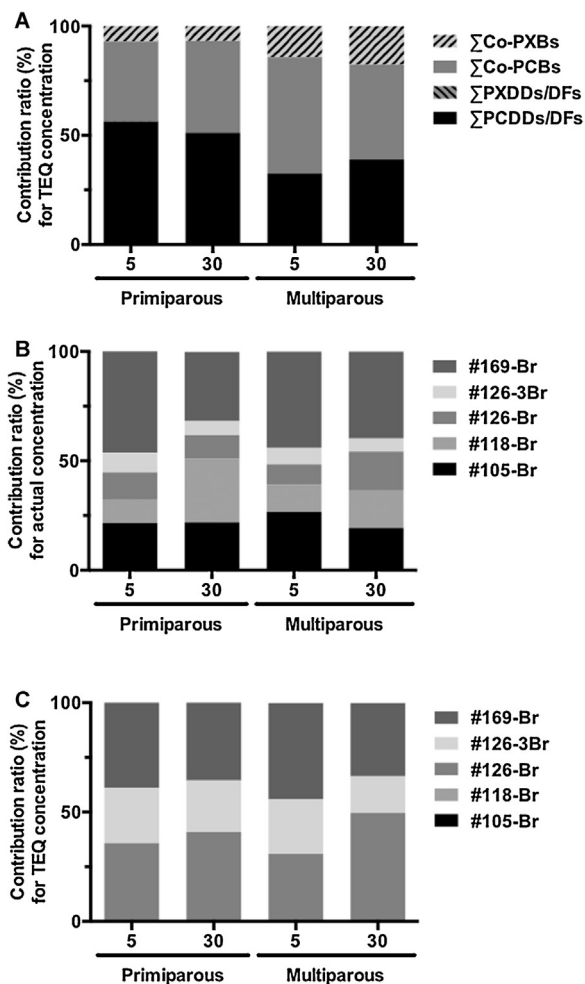 A
Contribution ratio (%)
for TEQ concentration
100
50
0
5 30 5 30
Primiparous Multiparous
∑Co-PXBs
∑Co-PCBs
∑PXDDs/DFs
∑PCDDs/DFs
B
Contribution ratio (%)
for actual concentration
100
50
0
5 30 5 30
Primiparous Multiparous
#169-Br
#126-3Br
#126-Br
#118-Br
#105-Br
C
Contribution ratio (%)
for TEQ concentration
100
50
0
5 30 5 30
Primiparous Multiparous
#169-Br
#126-3Br
#126-Br
#118-Br
#105-Br